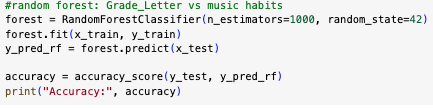 #random forest: Grade_Letter vs music habits
forest = RandomForestClassifier(n_estimators=1000, random_state=42)
forest.fit(x_train, y_train)
y_pred_rf = forest.predict(x_test)
accuracy = accuracy_score(y_test, y_pred_rf)
print("Accuracy:", accuracy)